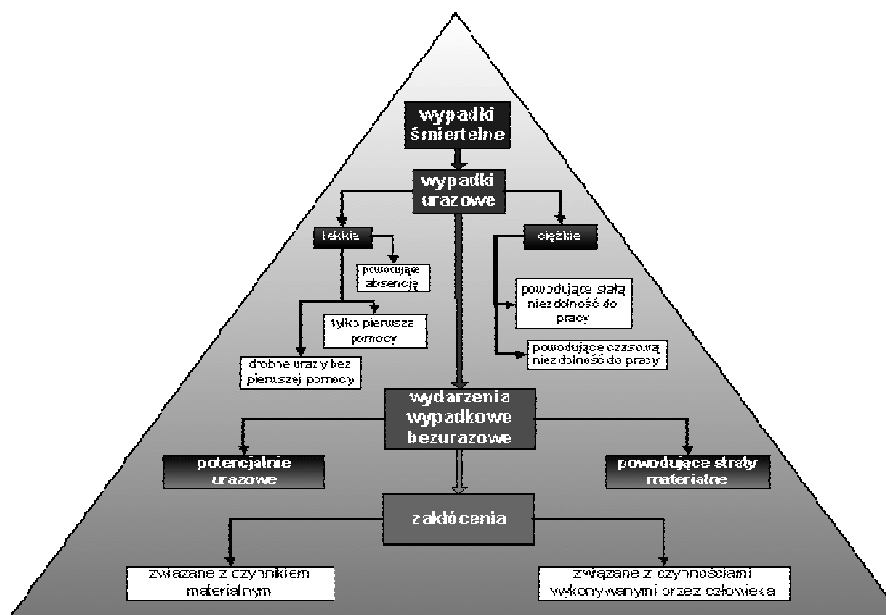 wypadki
śmiertelne
wypadki
urazowe
lekkie
ciężkie
powodujące
absencję
powodujące stałą
niezdolność do
pracy
tylko pierwsza
pomocy
powodujące czasową
niezdolność do pracy
drobne urazy bez
pierwszej pomocy
wydarzenia
wypadkowe
bezurazowe
potencjalnie
urazowe
powodujące straty
materialne
zakłócenia
związane z czynnikiem
materialnym
związane z czynnościami
wykonywanymi przez człowieka